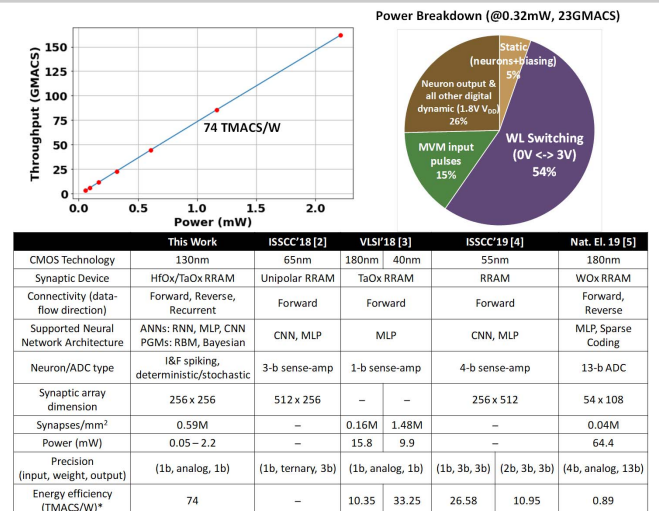 Power Breakdown (@0.32mW, 23GMACS)
Throughput (GMACS)
150
125
100
75
50
25
0
74 TMACS/W
0.0 0.5 1.0 1.5 2.0
Power (mW)
Static
(neurons+biasing)
5%
Neuron output &
all other digital
dynamic (1.8V VDD)
26%
MVM input
pulses
15%
WL Switching
(0V <-> 3V)
54%
This Work ISSCC'18 [2] VLSI'18 [3] ISSCC'19 [4] Nat. El. 19 [5]
CMOS Technology 130nm 65nm 180nm 40nm 55nm 180nm
Synaptic Device HfOx/TaOx RRAM Unipolar RRAM TaOx RRAM RRAM WOx RRAM
Connectivity (data-
flow direction) Forward, Reverse,
Recurrent Forward Forward Forward Forward,
Reverse
Supported Neural
Network Architecture ANNs: RNN, MLP, CNN
PGMs: RBM, Bayesian CNN, MLP MLP CNN, MLP MLP, Sparse
Coding
Neuron/ADC type I&F spiking,
deterministic/stochastic 3-b sense-amp 1-b sense-amp 4-b sense-amp 13-b ADC
Synaptic array
dimension 256 x 256 512 x 256 – – 256 x 512 54 x 108
Synapses/mm2 0.59M – 0.16M 1.48M – 0.04M
Power (mW) 0.05 – 2.2 – 15.8 9.9 – 64.4
Precision
(input, weight, output) (1b, analog, 1b) (1b, ternary, 3b) (1b, analog, 1b) (1b, 3b, 3b) (2b, 3b, 3b) (4b, analog, 13b)
Energy efficiency
(TMACS/W)* 74 – 10.35 33.25 26.58 10.95 0.89